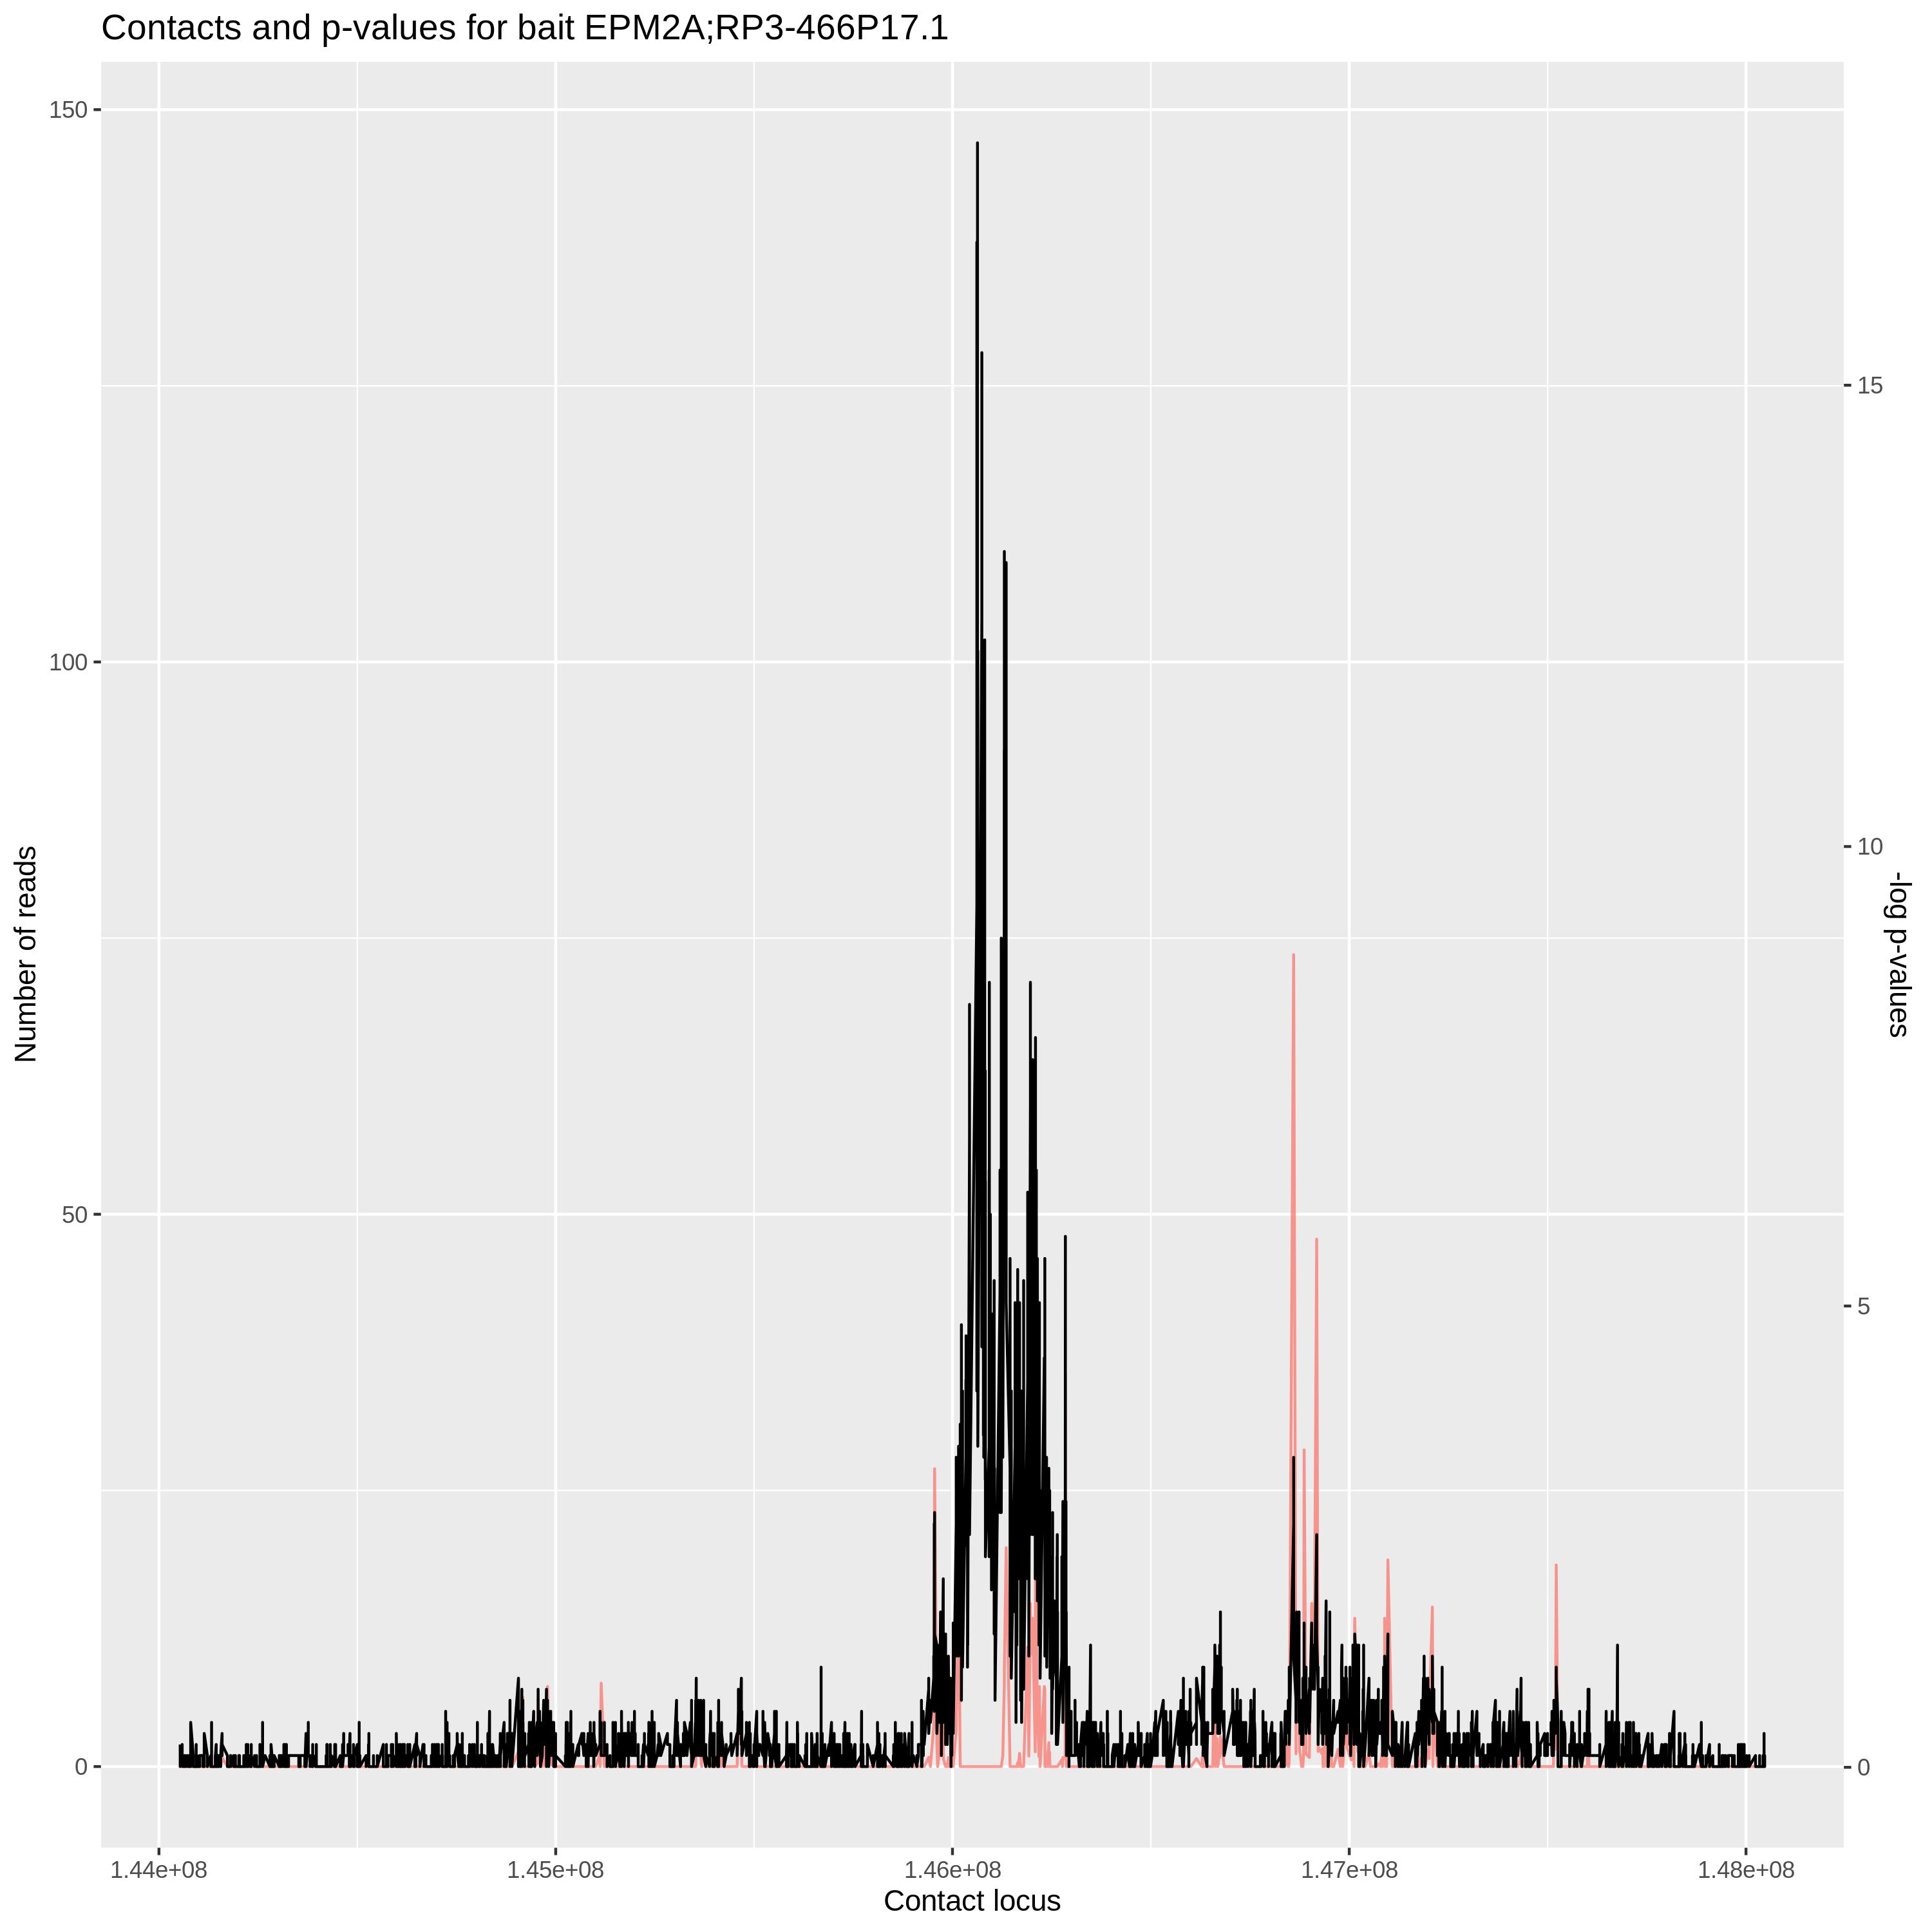 Contacts and p-values for bait EPM2A;RP3-466P17.1
150
100
50
0
Number of reads
15
10
5
0
-log p-values
1.44e+08
1.45e+08
1.46e+08
1.47e+08
1.48e+08
Contact locus